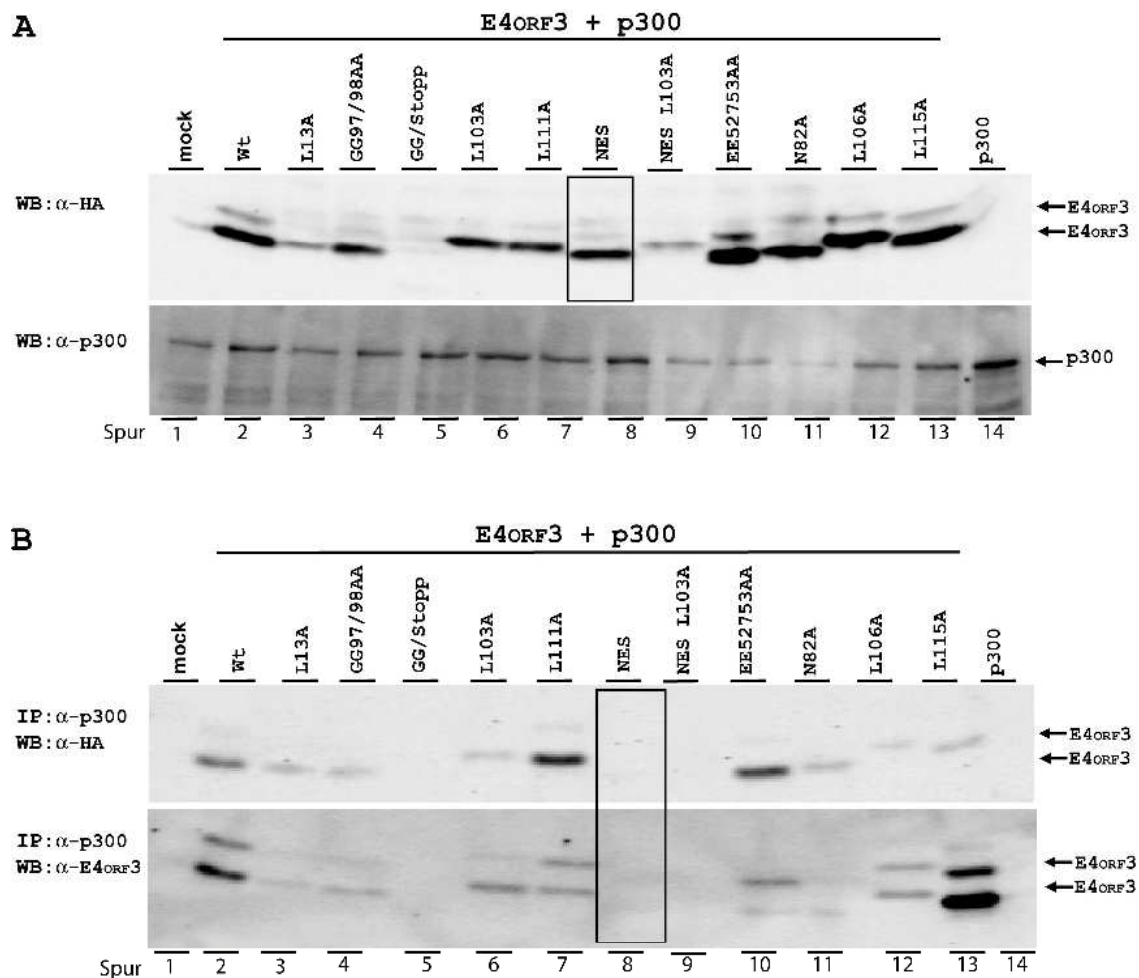 A
E4ORF3 + p300
mock Wt L13A GG97/98AA GG/Stopp L103A L111A NES NES L103A EE52753AA N82A L106A L115A p300
WB:α-HA
E4ORF3
E4ORF3
WB:α-p300
p300
Spur 1 2 3 4 5 6 7 8 9 10 11 12 13 14
B
E4ORF3 + p300
mock Wt L13A GG97/98AA GG/Stopp L103A L111A NES NES L103A EE52753AA N82A L106A L115A p300
IP:α-p300
WB:α-HA
E4ORF3
E4ORF3
IP:α-p300
WB:α-E4ORF3
E4ORF3
E4ORF3
Spur 1 2 3 4 5 6 7 8 9 10 11 12 13 14